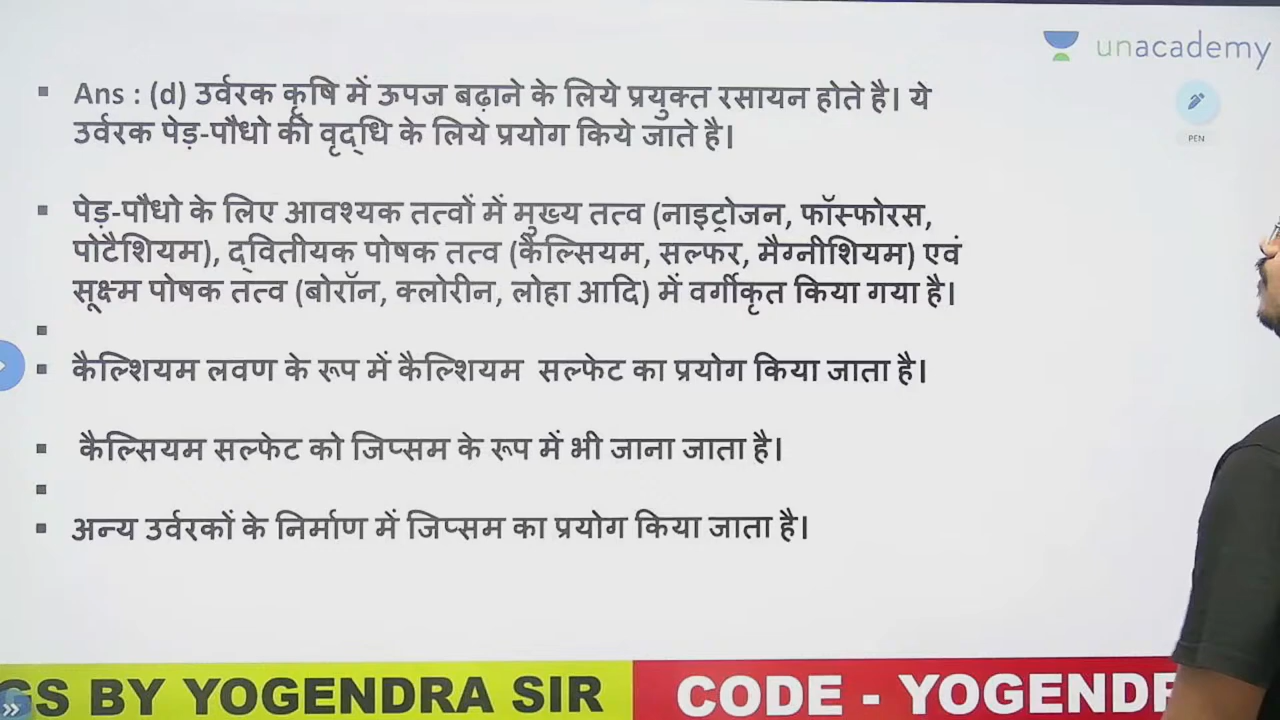 unacademy
Ans : (d) उर्वरक कृषि में ऊपज बढ़ाने के लिये प्रयुक्त रसायन होते है। ये
उर्वरक पेड़-पौधो की वृद्धि के लिये प्रयोग किये जाते है।
PEN
पेड़-पौधो के लिए आवश्यक तत्वों में मुख्य तत्व (नाइट्रोजन, फॉस्फोरस,
पोटैशियम), द्वितीयक पोषक तत्व (कैल्सियम, सल्फर, मैग्नीशियम) एवं
सूक्ष्म पोषक तत्व (बोरॉन, क्लोरीन, लोहा आदि) में वर्गीकृत किया गया है।
कैल्शियम लवण के रूप में कैल्शियम सल्फेट का प्रयोग किया जाता है।
कैल्सियम सल्फेट को जिप्सम के रूप में भी जाना जाता है।
अन्य उर्वरकों के निर्माण में जिप्सम का प्रयोग किया जाता है।
GS BY YOGENDRA SIR
CODE - YOGENDR